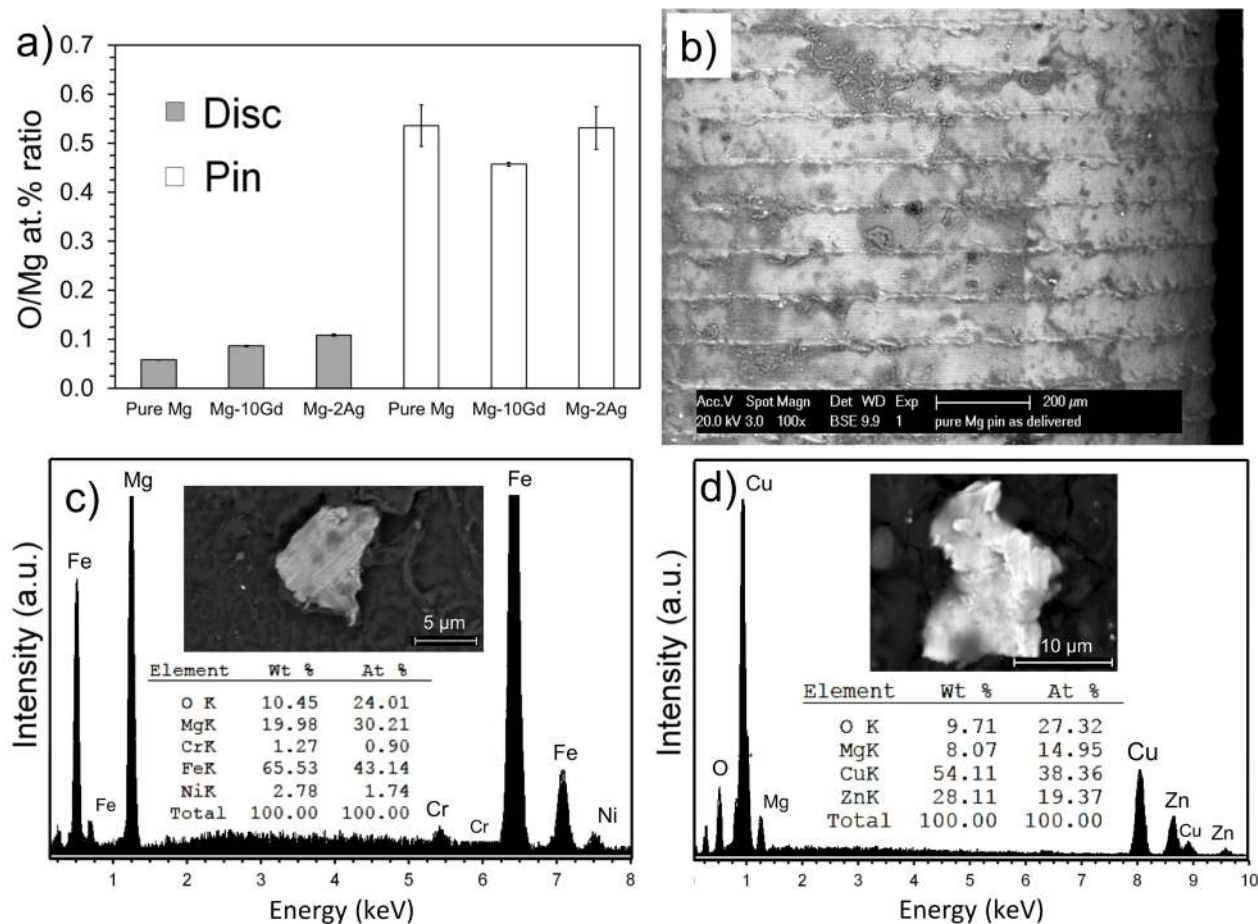 a)
0.7
0.6
0.5
0.4
0.3
0.2
0.1
0.0
O/Mg at.% ratio
Disc
Pin
Pure Mg Mg-10Gd Mg-2Ag Pure Mg Mg-10Gd Mg-2Ag
b)
Acc.V Spot Magn Det WD Exp 200 µm
20.0 kV 3.0 100x BSE 9.9 1 pure Mg pin as delivered
c)
Intensity (a.u.)
Fe
Fe
Mg
5 µm
Element Wt % At %
O K 10.45 24.01
MgK 19.98 30.21
CrK 1.27 0.90
FeK 65.53 43.14
NiK 2.78 1.74
Total 100.00 100.00
Cr
Cr
Fe
Fe
Ni
1 2 3 4 5 6 7 8
Energy (keV)
d)
Intensity (a.u.)
O
Cu
Mg
10 µm
Element Wt % At %
O K 9.71 27.32
MgK 8.07 14.95
CuK 54.11 38.36
ZnK 28.11 19.37
Total 100.00 100.00
Cu
Zn
Cu
Zn
1 2 3 4 5 6 7 8 9 10
Energy (keV)